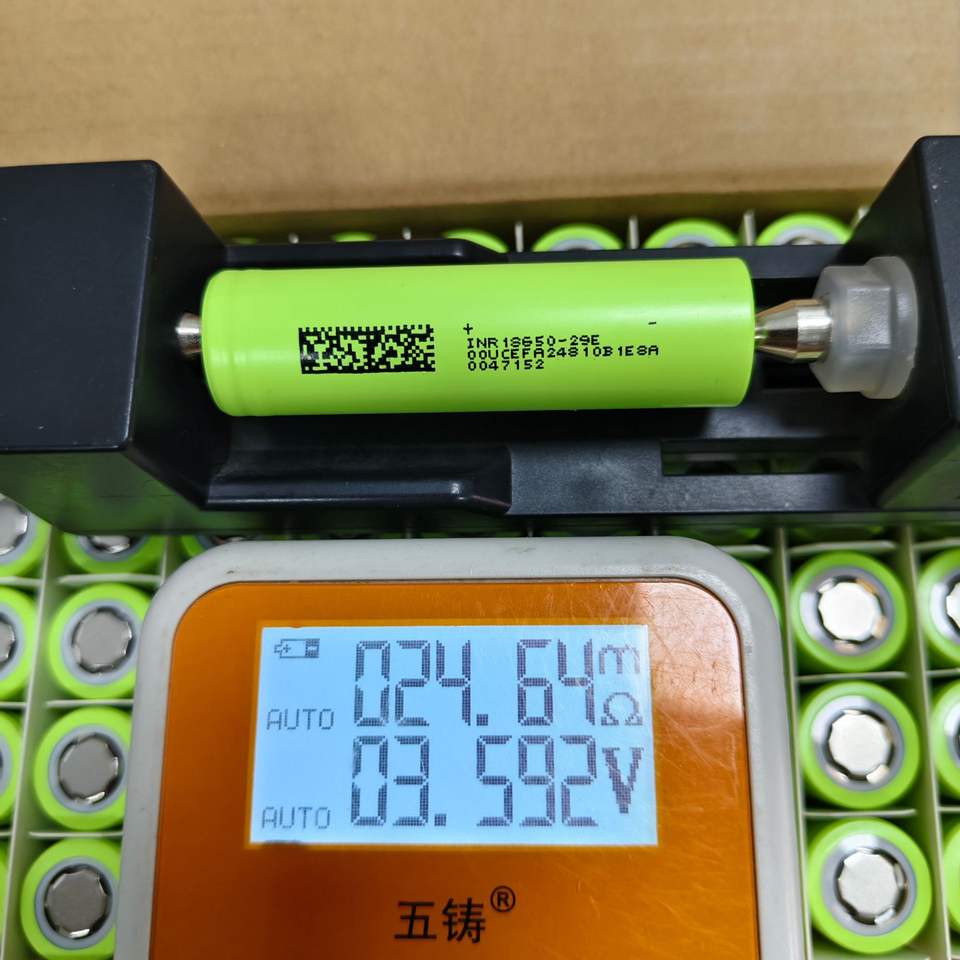 + -
INR18650-29E
00UCEFA24810B1E8A
0047152
AUTO 024.64mΩ
AUTO 03.592V
五铸®